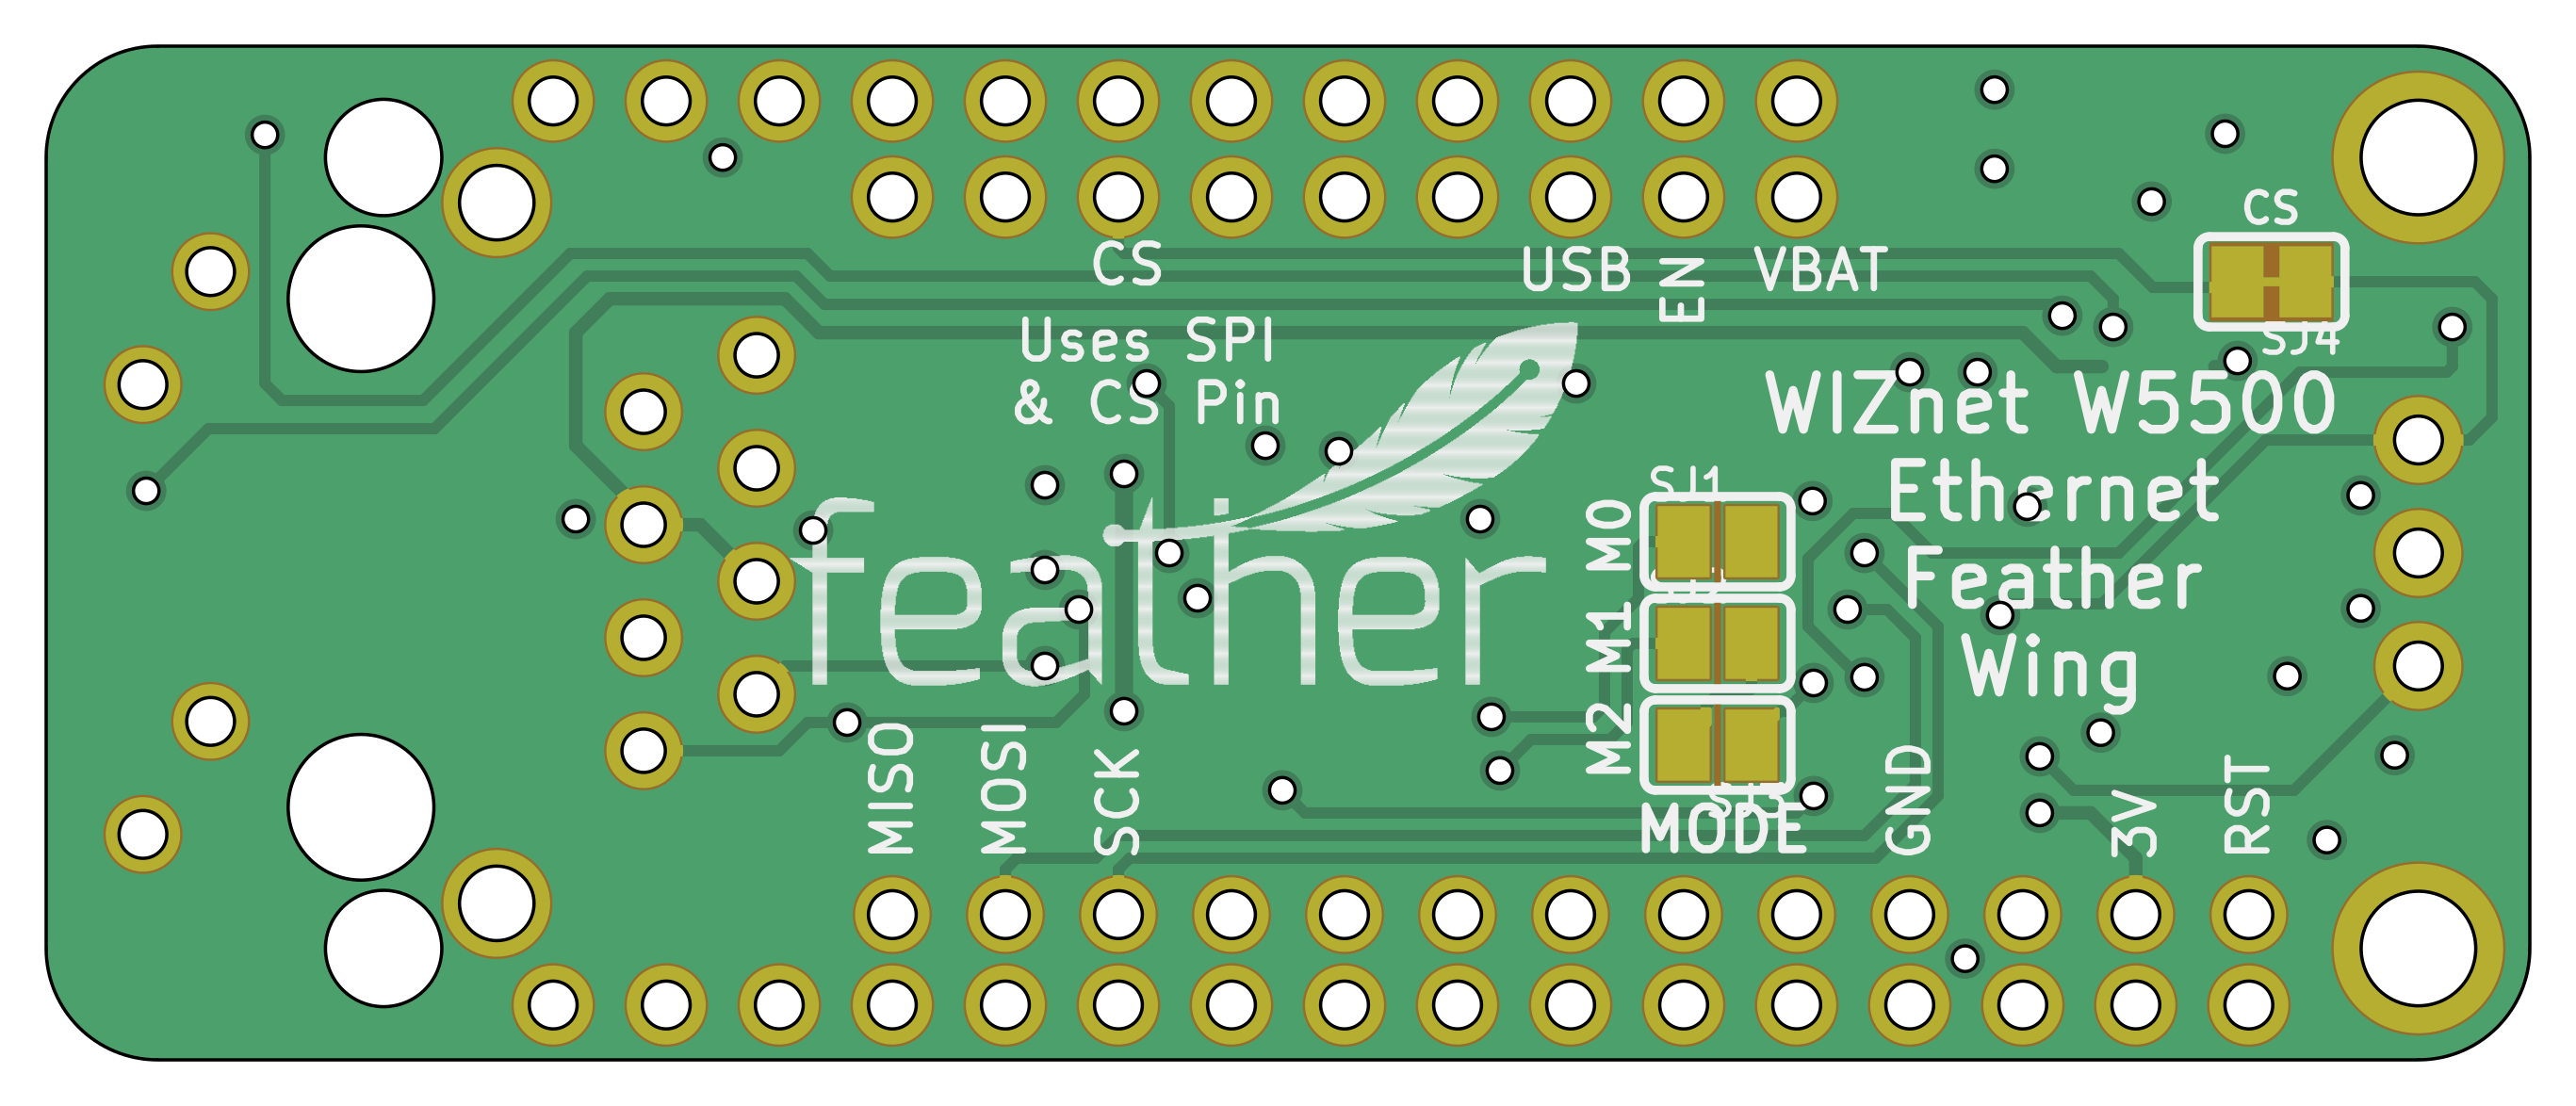 CS
CS
USB
EN
VBAT
SJ4
Uses SPI
& CS Pin
WIZnet W5500
Ethernet
Feather
Wing
feather
SJ1
M0
M1
M2
SJ3
MODE
MISO
MOSI
SCK
GND
3V
RST